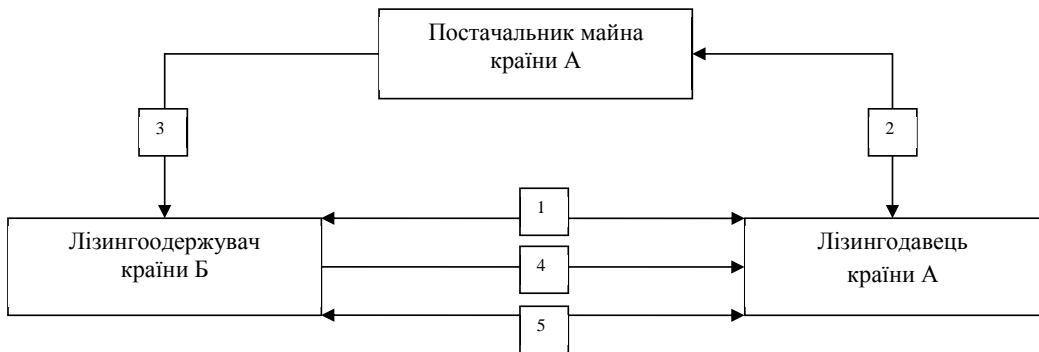 Постачальник майна
країни А
3
2
1
Лізингоодержувач
країни Б
Лізингодавець
країни А
4
5